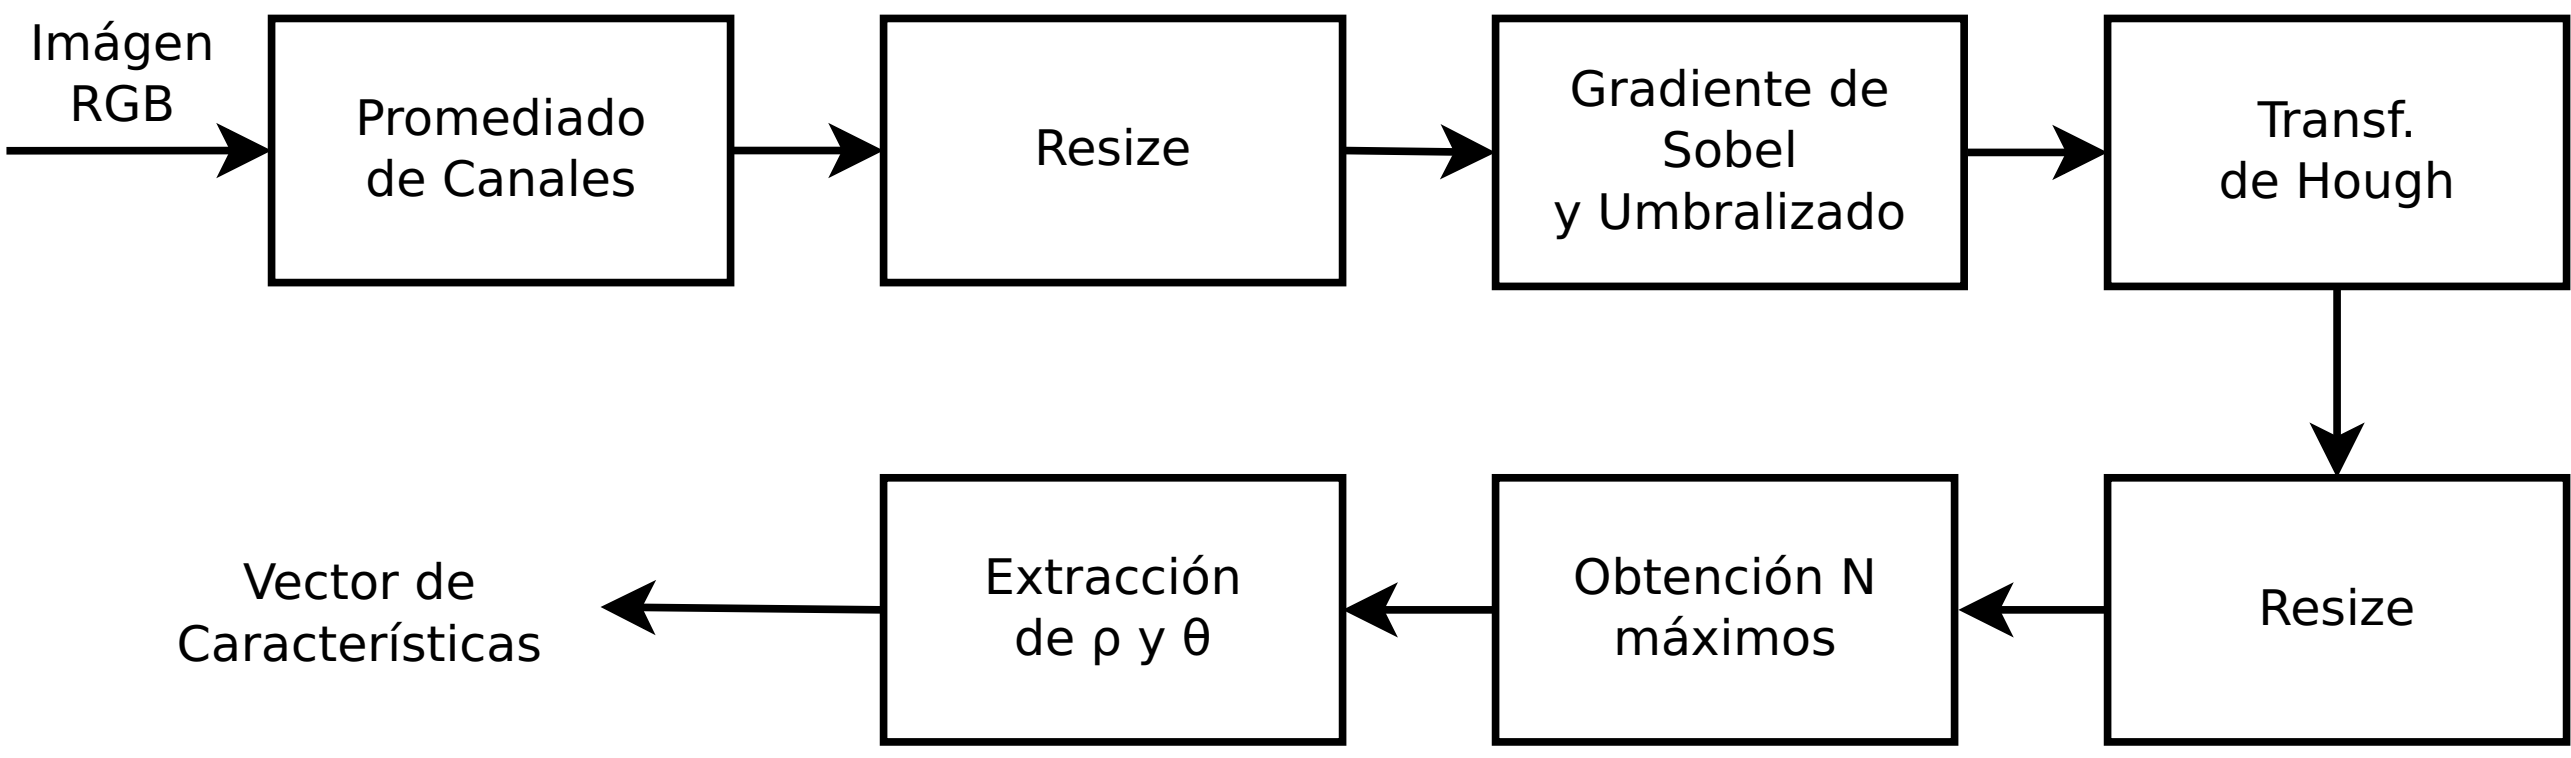 Imágen
RGB
Promediado
de Canales
Resize
Gradiente de
Sobel
y Umbralizado
Transf.
de Hough
Resize
Obtención N
máximos
Extracción
de ρ y θ
Vector de
Características